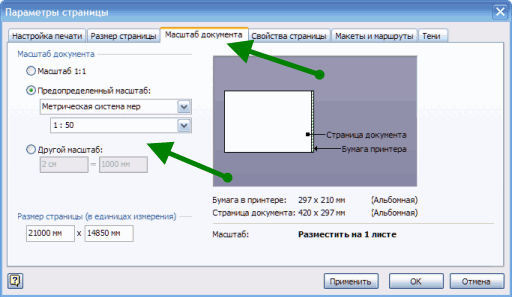 Параметры страницы
Настройка печати Размер страницы Масштаб документа Свойства страницы Макеты и маршруты Тени
Масштаб документа
Масштаб 1:1
Предопределенный масштаб:
Метрическая система мер
1 : 50
Другой масштаб:
2 см = 1000 мм
Страница документа
Бумага принтера
Бумага в принтере: 297 x 210 мм (Альбомная)
Страница документа: 420 x 297 мм (Альбомная)
Размер страницы (в единицах измерения)
21000 мм x 14850 мм
Масштаб: Разместить на 1 листе
Применить ОК Отмена